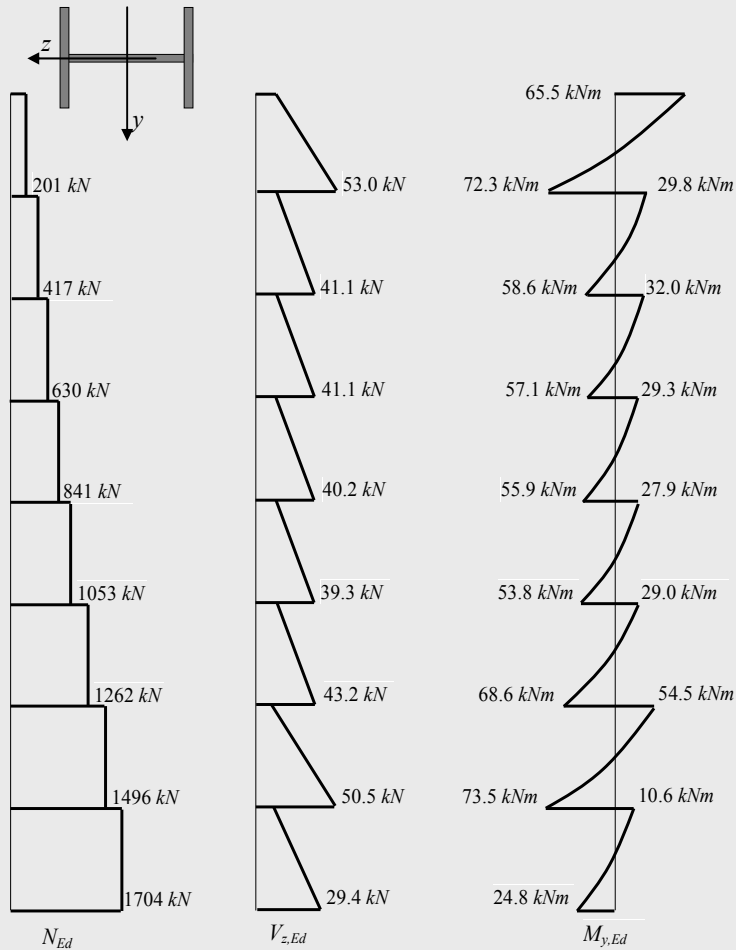 z
y
65.5 kNm
201 kN
53.0 kN
72.3 kNm
29.8 kNm
417 kN
41.1 kN
58.6 kNm
32.0 kNm
630 kN
41.1 kN
57.1 kNm
29.3 kNm
841 kN
40.2 kN
55.9 kNm
27.9 kNm
1053 kN
39.3 kN
53.8 kNm
29.0 kNm
1262 kN
43.2 kN
68.6 kNm
54.5 kNm
1496 kN
50.5 kN
73.5 kNm
10.6 kNm
1704 kN
29.4 kN
24.8 kNm
N_Ed
V_z,Ed
M_y,Ed